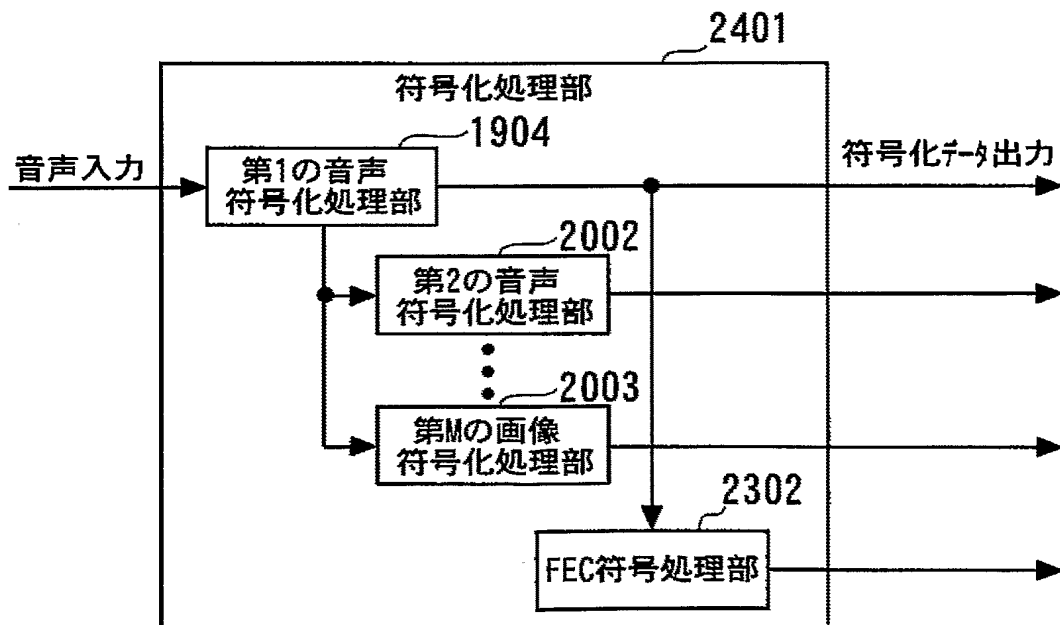 2401
符号化処理部
1904
音声入力
第1の音声
符号化処理部
符号化データ出力
2002
第2の音声
符号化処理部
2003
第Mの画像
符号化処理部
2302
FEC符号処理部